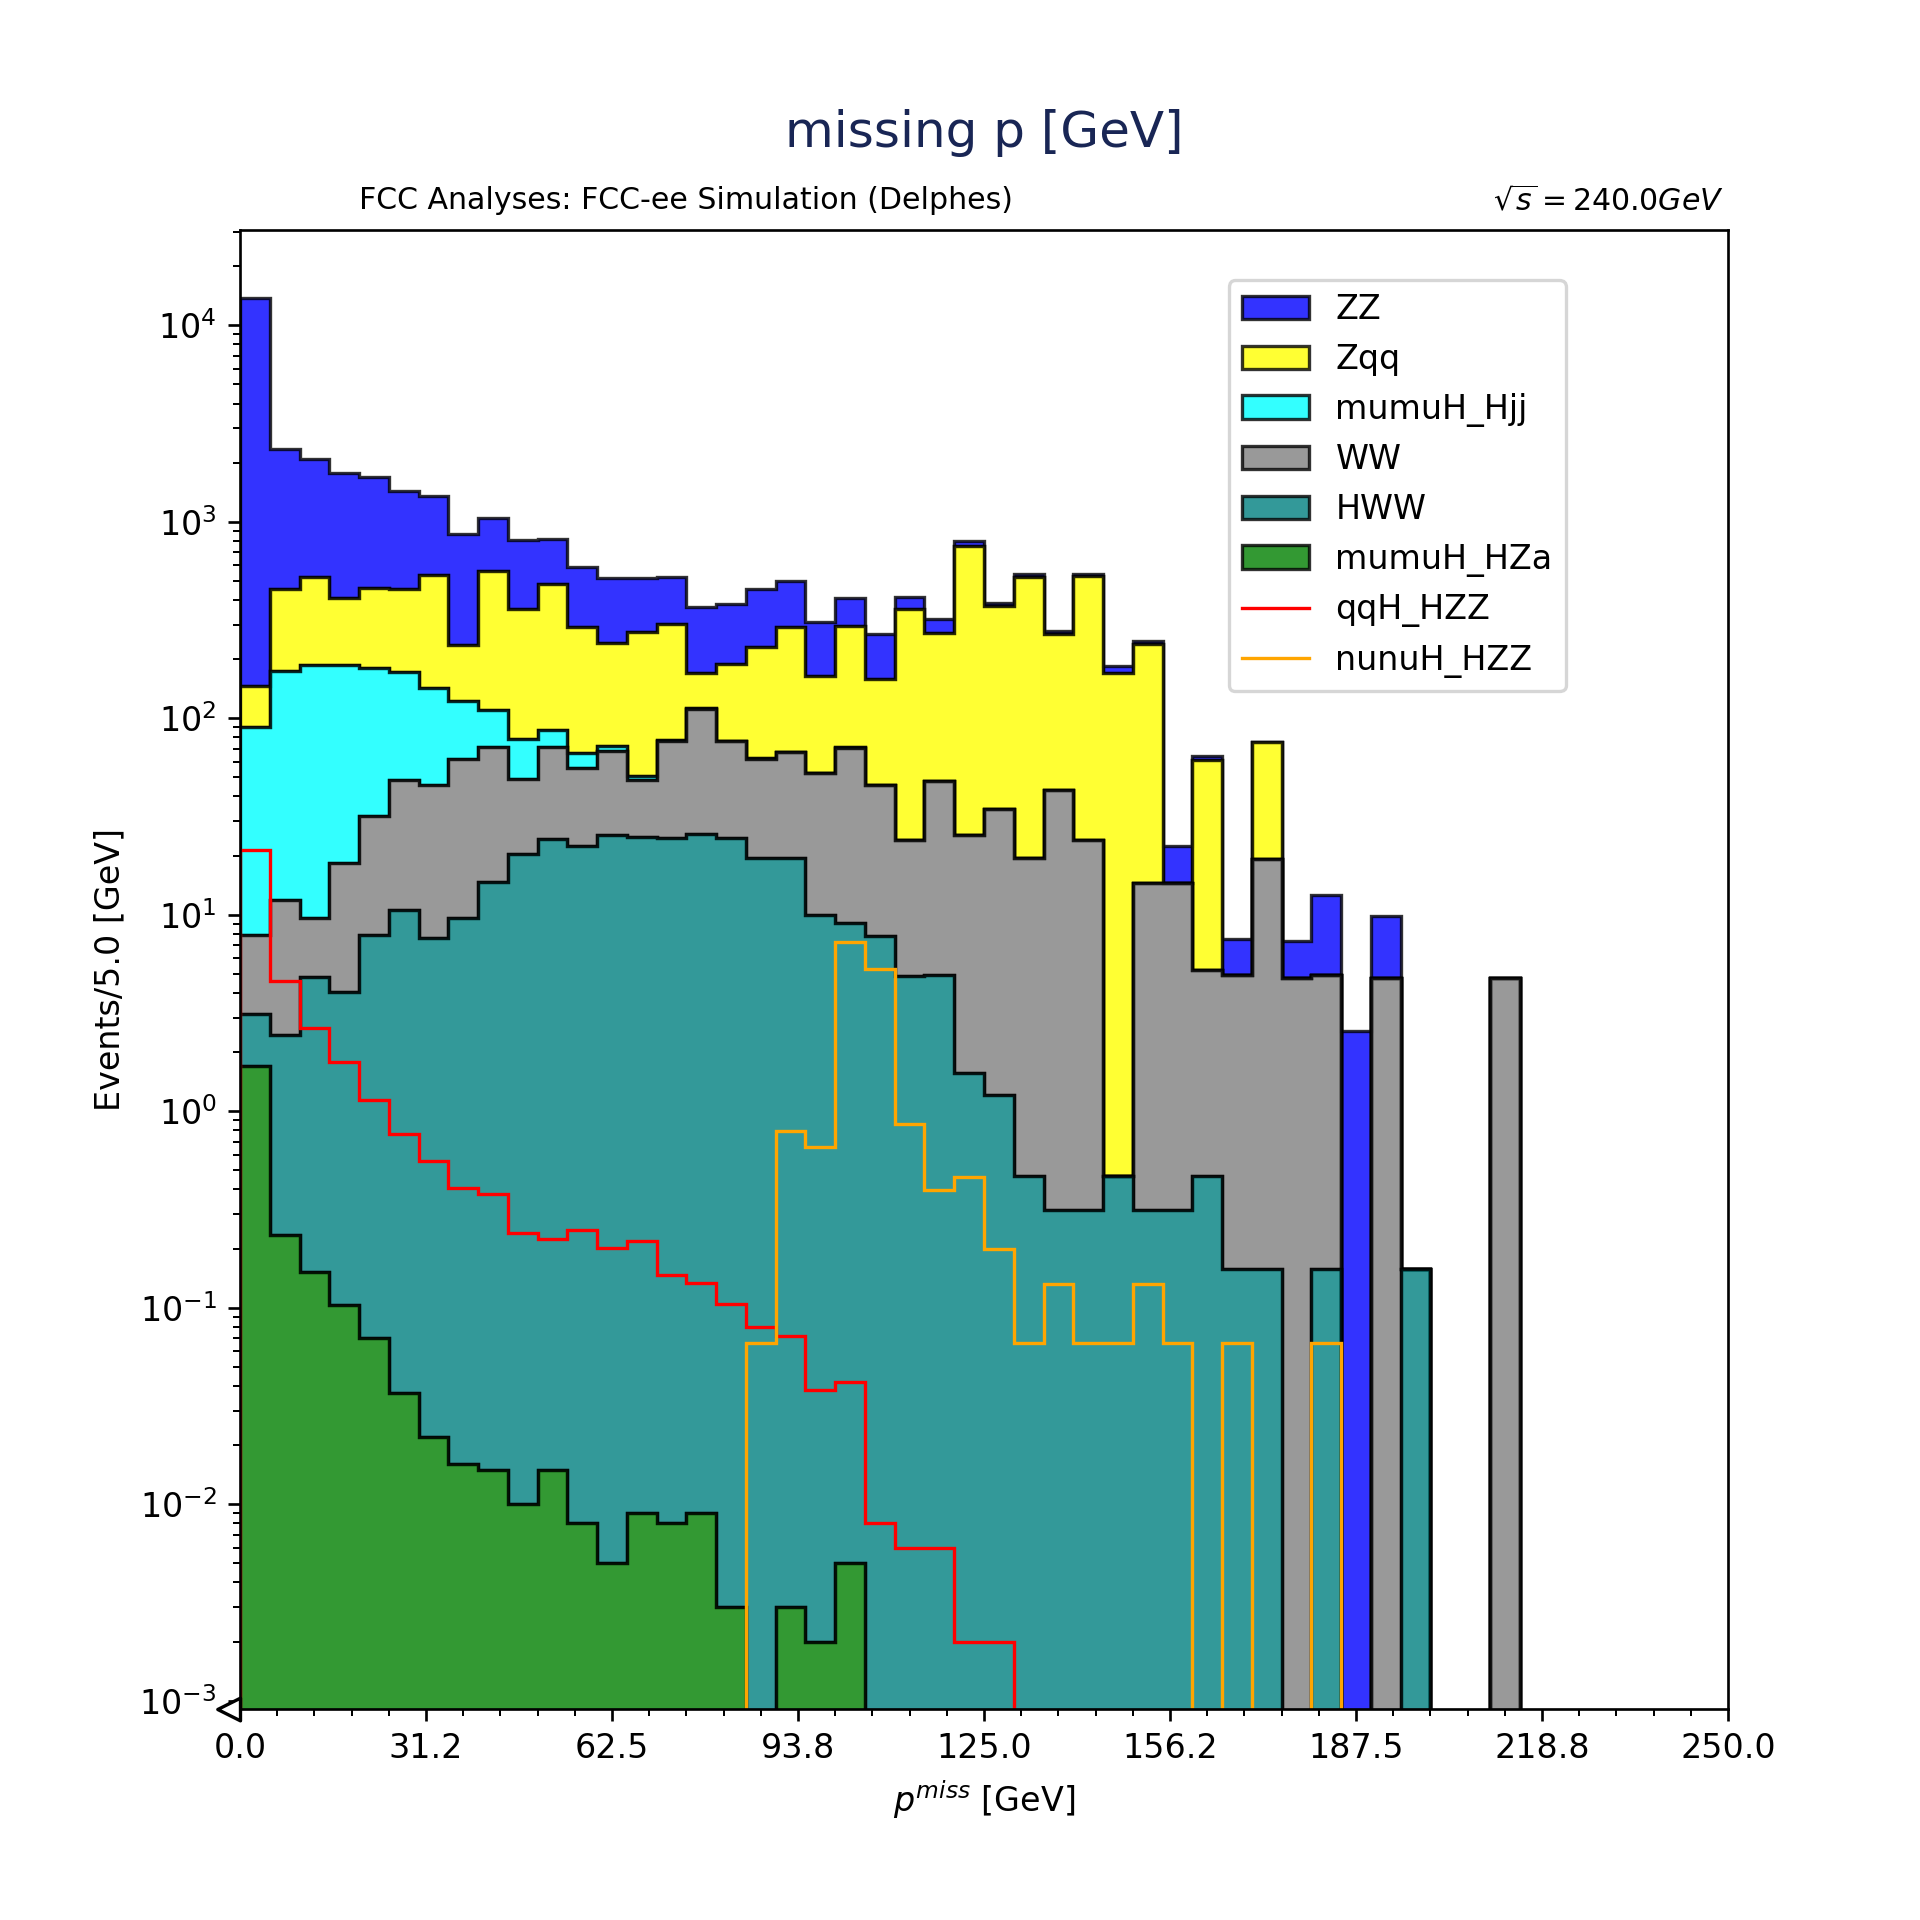 missing p [GeV]
FCC Analyses: FCC-ee Simulation (Delphes)
√s = 240.0GeV
ZZ
Zqq
mumuH_Hjj
WW
HWW
mumuH_HZa
qqH_HZZ
nunuH_HZZ
Events/5.0 [GeV]
10⁴
10³
10²
10¹
10⁰
10⁻¹
10⁻²
10⁻³
0.0 31.2 62.5 93.8 125.0 156.2 187.5 218.8 250.0
pᵐⁱˢˢ [GeV]